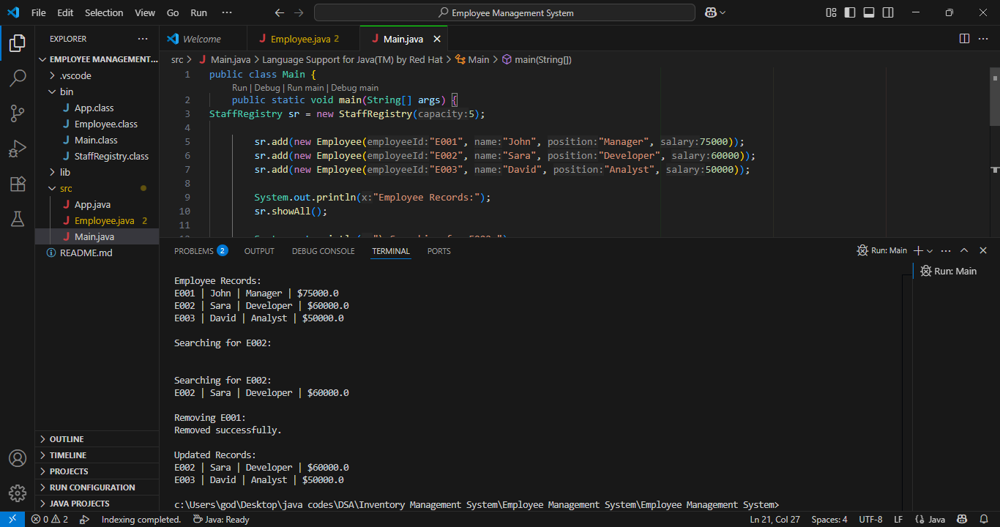 File Edit Selection View Go Run ··· Employee Management System
EXPLORER ···
Welcome Employee.java 2 Main.java
EMPLOYEE MANAGEMENT...
.vscode
bin
App.class
Employee.class
Main.class
StaffRegistry.class
lib
src
App.java
Employee.java 2
Main.java
README.md
OUTLINE
TIMELINE
PROJECTS
RUN CONFIGURATION
JAVA PROJECTS
src > Main.java > Language Support for Java(TM) by Red Hat > Main > main(String[])
1 public class Main {
Run | Debug | Run main | Debug main
2 public static void main(String[] args) {
3 StaffRegistry sr = new StaffRegistry(capacity:5);
4
5 sr.add(new Employee(employeeId:"E001", name:"John", position:"Manager", salary:75000));
6 sr.add(new Employee(employeeId:"E002", name:"Sara", position:"Developer", salary:60000));
7 sr.add(new Employee(employeeId:"E003", name:"David", position:"Analyst", salary:50000));
8
9 System.out.println(x:"Employee Records:");
10 sr.showAll();
11
PROBLEMS 2 OUTPUT DEBUG CONSOLE TERMINAL PORTS Run: Main
Run: Main
Employee Records:
E001 | John | Manager | $75000.0
E002 | Sara | Developer | $60000.0
E003 | David | Analyst | $50000.0
Searching for E002:
Searching for E002:
E002 | Sara | Developer | $60000.0
Removing E001:
Removed successfully.
Updated Records:
E002 | Sara | Developer | $60000.0
E003 | David | Analyst | $50000.0
c:\Users\god\Desktop\java codes\DSA\Inventory Management System\Employee Management System\Employee Management System>
0 2 Indexing completed. Java: Ready Ln 21, Col 27 Spaces: 4 UTF-8 LF {} Java